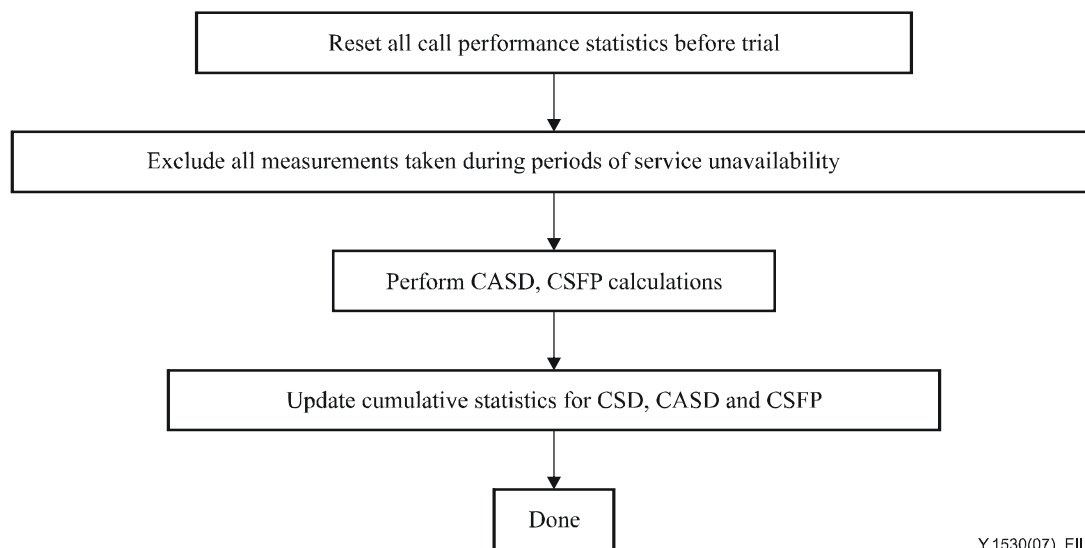 Reset all call performance statistics before trial
Exclude all measurements taken during periods of service unavailability
Perform CASD, CSFP calculations
Update cumulative statistics for CSD, CASD and CSFP
Done